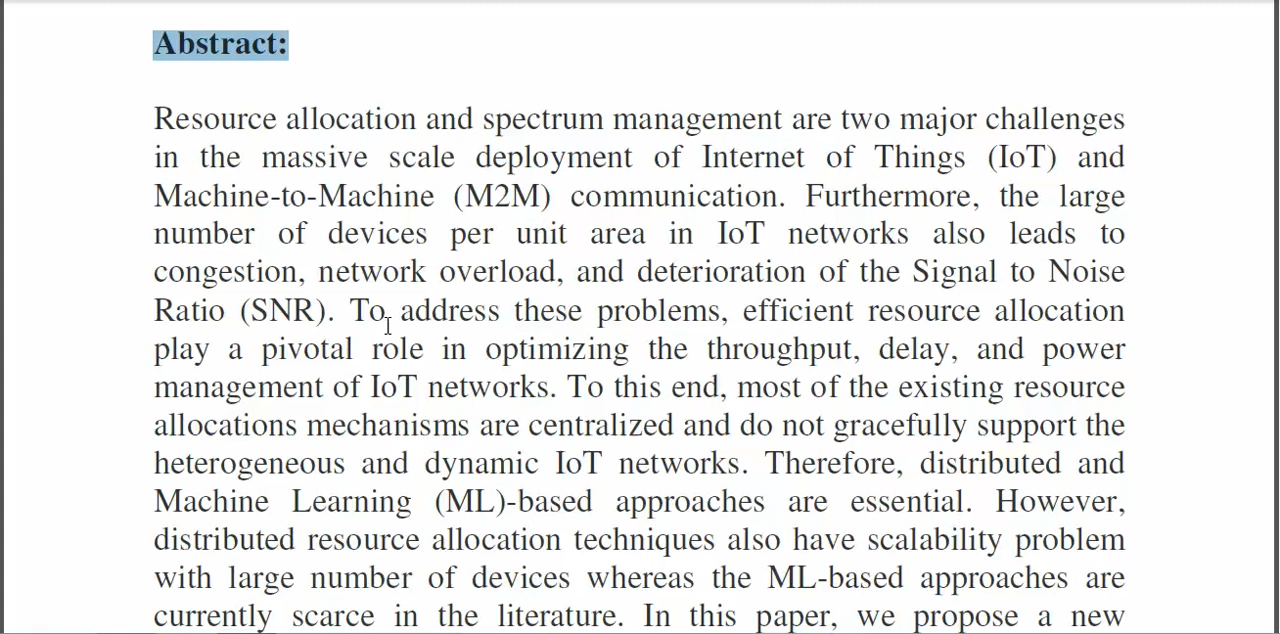 Abstract:
Resource allocation and spectrum management are two major challenges
in the massive scale deployment of Internet of Things (IoT) and
Machine-to-Machine (M2M) communication. Furthermore, the large
number of devices per unit area in IoT networks also leads to
congestion, network overload, and deterioration of the Signal to Noise
Ratio (SNR). To address these problems, efficient resource allocation
play a pivotal role in optimizing the throughput, delay, and power
management of IoT networks. To this end, most of the existing resource
allocations mechanisms are centralized and do not gracefully support the
heterogeneous and dynamic IoT networks. Therefore, distributed and
Machine Learning (ML)-based approaches are essential. However,
distributed resource allocation techniques also have scalability problem
with large number of devices whereas the ML-based approaches are
currently scarce in the literature. In this paper, we propose a new